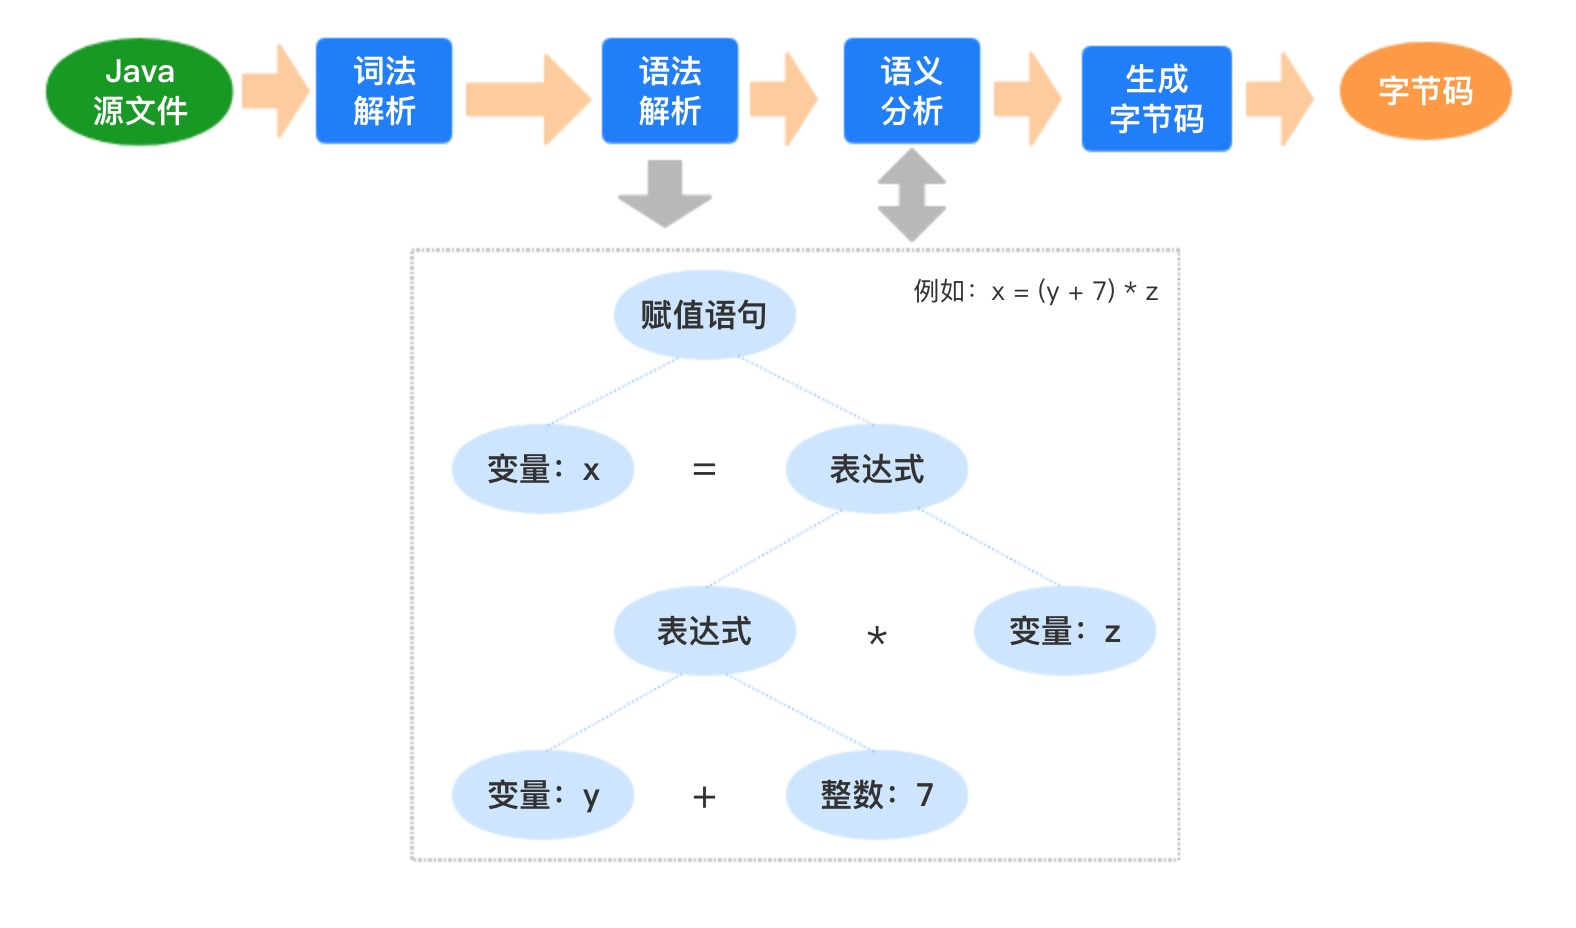 Java
源文件
词法
解析
语法
解析
语义
分析
生成
字节码
字节码
例如：x = (y + 7) * z
赋值语句
变量：x = 表达式
表达式 * 变量：z
变量：y + 整数：7